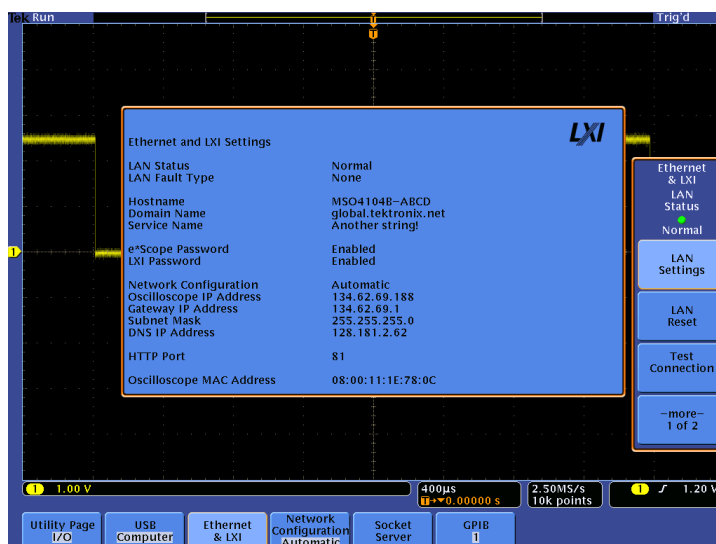 Tek Run Trig'd
T
T
LXI
Ethernet and LXI Settings
LAN Status Normal
LAN Fault Type None
Hostname MSO4104B-ABCD
Domain Name global.tektronix.net
Service Name Another string!
e*Scope Password Enabled
LXI Password Enabled
Network Configuration Automatic
Oscilloscope IP Address 134.62.69.188
Gateway IP Address 134.62.69.1
Subnet Mask 255.255.255.0
DNS IP Address 128.181.2.62
HTTP Port 81
Oscilloscope MAC Address 08:00:11:1E:78:0C
1
Ethernet
& LXI
LAN
Status
Normal
LAN
Settings
LAN
Reset
Test
Connection
-more-
1 of 2
1 1.00 V
400µs
T→▼0.00000 s
2.50MS/s
10k points
1 1.20 V
Utility Page
I/O
USB
Computer
Ethernet
& LXI
Network
Configuration
Automatic
Socket
Server
GPIB
1